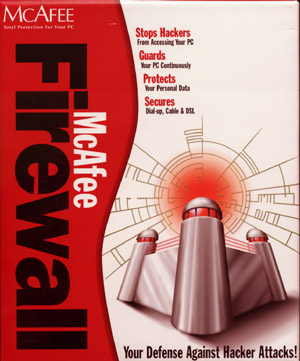 McAfee
Total Protection For Your PC
McAfee
Firewall
Stops Hackers
From Accessing Your PC
Guards
Your PC Continuously
Protects
Your Personal Data
Secures
Dial-up, Cable & DSL
Your Defense Against Hacker Attacks!